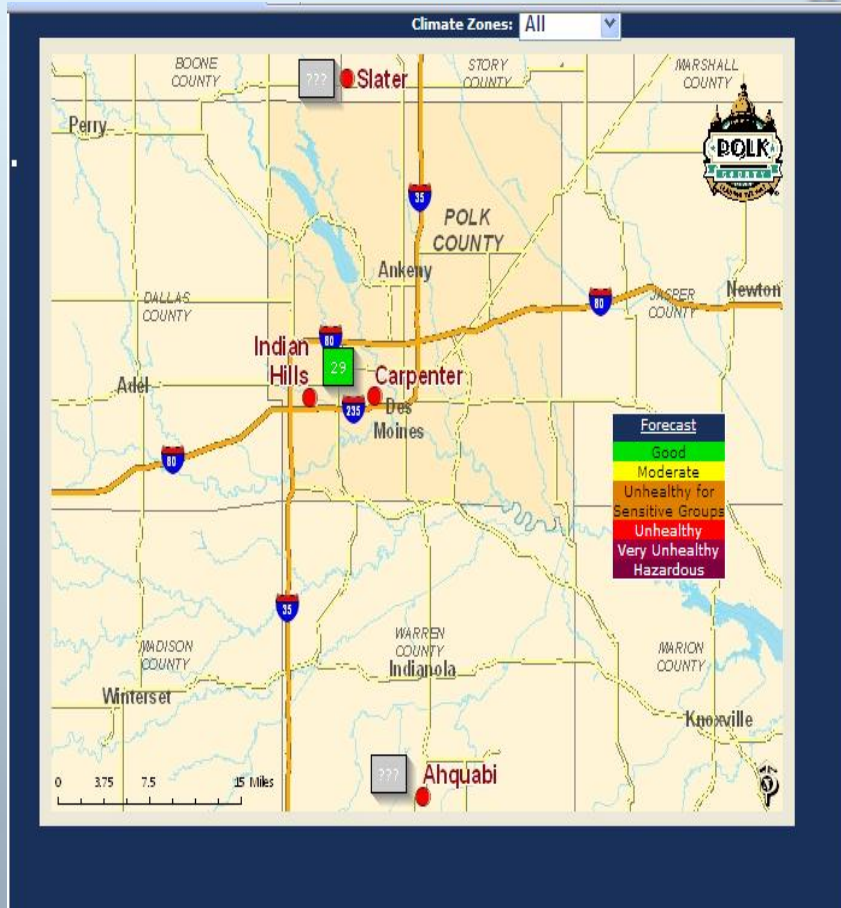 Climate Zones: All
BOONE
COUNTY
???
Slater
STORY
COUNTY
MARSHALL
COUNTY
Perry
POLK
COUNTY
35
POLK
COUNTY
Ankeny
DALLAS
COUNTY
80
JASPER
COUNTY
Newton
80
Indian
Hills
29
Carpenter
Adel
235
Des
Moines
80
Forecast
Good
Moderate
Unhealthy for
Sensitive Groups
Unhealthy
Very Unhealthy
Hazardous
35
MADISON
COUNTY
WARREN
COUNTY
Indianola
MARION
COUNTY
Winterset
Knoxville
???
Ahquabi
0 3.75 7.5 15 Miles